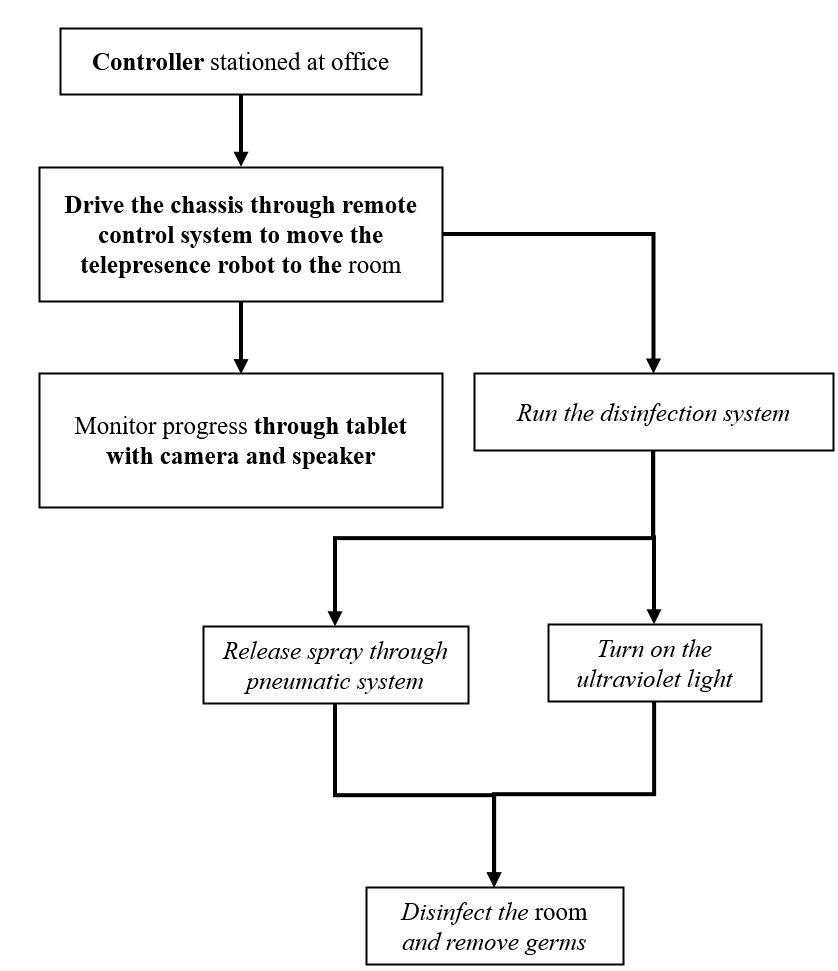 Controller stationed at office
Drive the chassis through remote
control system to move the
telepresence robot to the room
Monitor progress through tablet
with camera and speaker
Run the disinfection system
Release spray through
pneumatic system
Turn on the
ultraviolet light
Disinfect the room
and remove germs